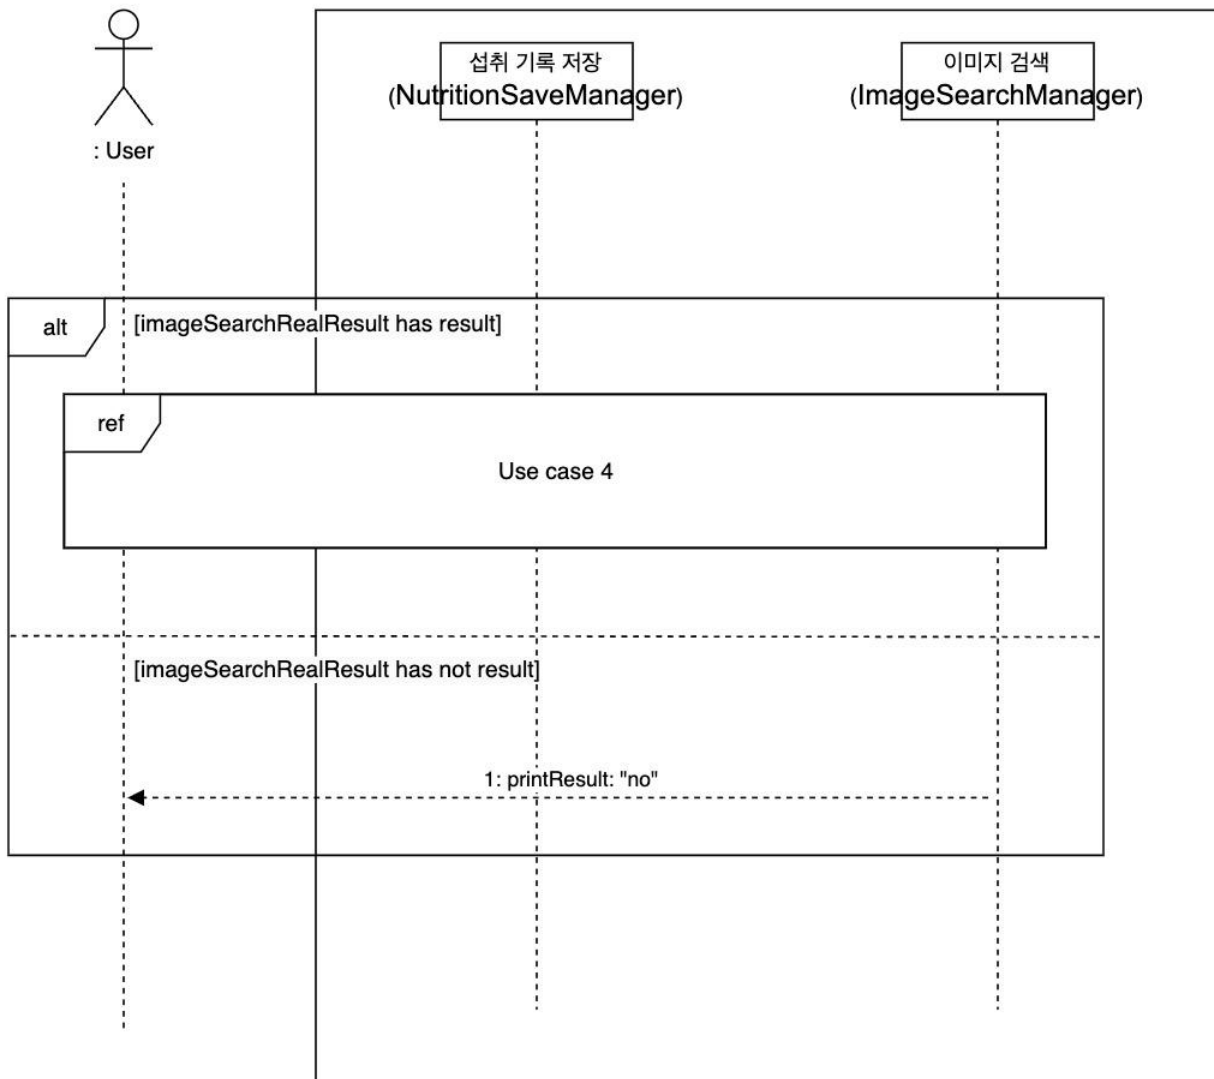 : User
섭취 기록 저장
(NutritionSaveManager)
이미지 검색
(ImageSearchManager)
alt
[imageSearchRealResult has result]
ref
Use case 4
[imageSearchRealResult has not result]
1: printResult: "no"